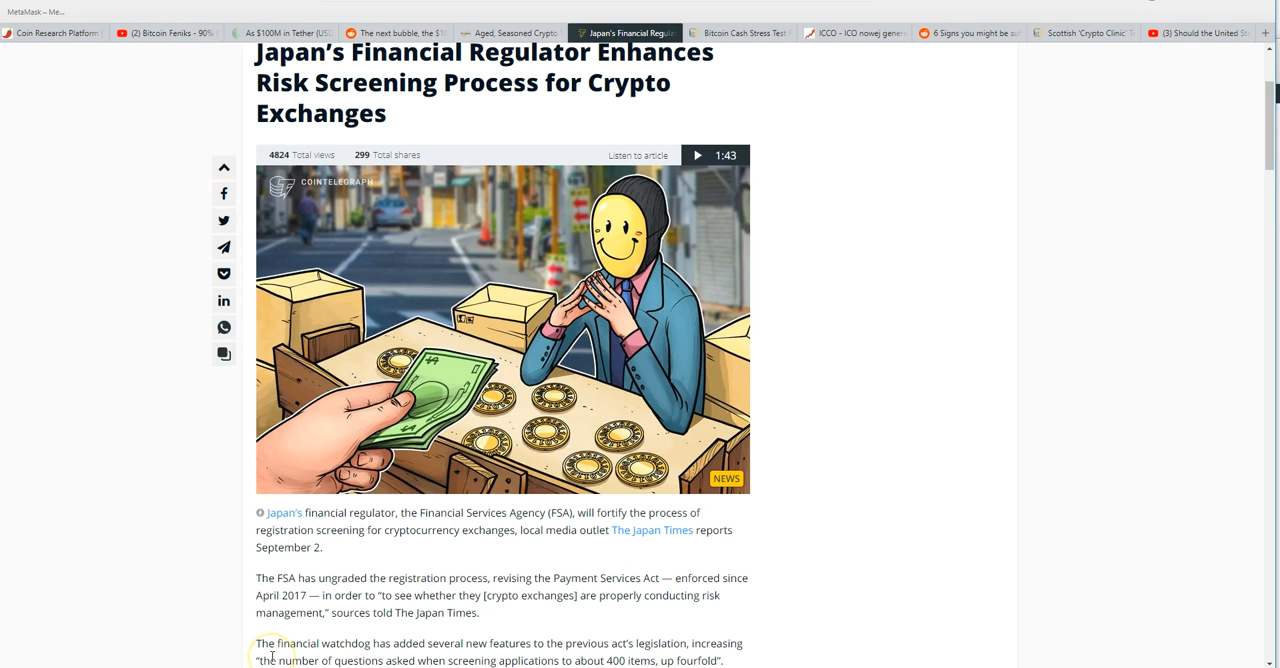 MetaMask – Me...
Coin Research Platform
(2) Bitcoin Feniks - 90%
As $100M in Tether (USD
The next bubble, the $1
Aged, Seasoned Crypto
Japan's Financial Regula
Bitcoin Cash Stress Test
ICCO - ICO nowej gener
6 Signs you might be su
Scottish 'Crypto Clinic' T
(3) Should the United St
Japan's Financial Regulator Enhances
Risk Screening Process for Crypto
Exchanges
4824 Total views 299 Total shares Listen to article 1:43
COINTELEGRAPH
NEWS
Japan's financial regulator, the Financial Services Agency (FSA), will fortify the process of
registration screening for cryptocurrency exchanges, local media outlet The Japan Times reports
September 2.
The FSA has ungraded the registration process, revising the Payment Services Act — enforced since
April 2017 — in order to "to see whether they [crypto exchanges] are properly conducting risk
management," sources told The Japan Times.
The financial watchdog has added several new features to the previous act's legislation, increasing
"the number of questions asked when screening applications to about 400 items, up fourfold".